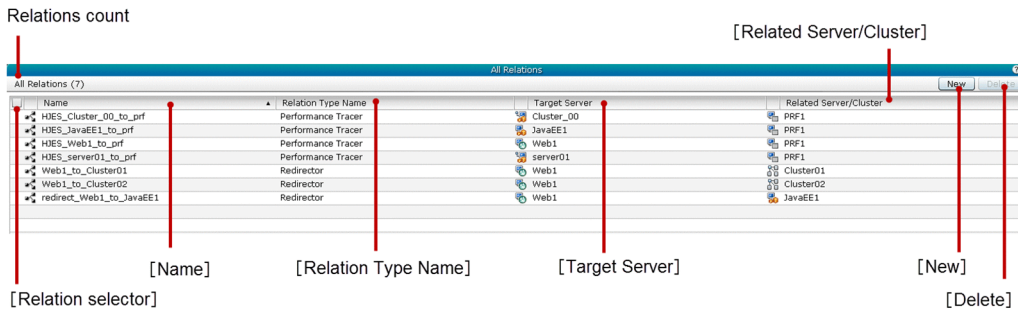 Relations count
[Related Server/Cluster]
All Relations
?
All Relations (7)
New
Delete
Name ▲ Relation Type Name Target Server Related Server/Cluster
HJES_Cluster_00_to_prf Performance Tracer Cluster_00 PRF1
HJES_JavaEE1_to_prf Performance Tracer JavaEE1 PRF1
HJES_Web1_to_prf Performance Tracer Web1 PRF1
HJES_server01_to_prf Performance Tracer server01 PRF1
Web1_to_Cluster01 Redirector Web1 Cluster01
Web1_to_Cluster02 Redirector Web1 Cluster02
redirect_Web1_to_JavaEE1 Redirector Web1 JavaEE1
[Name]
[Relation Type Name]
[Target Server]
[New]
[Relation selector]
[Delete]